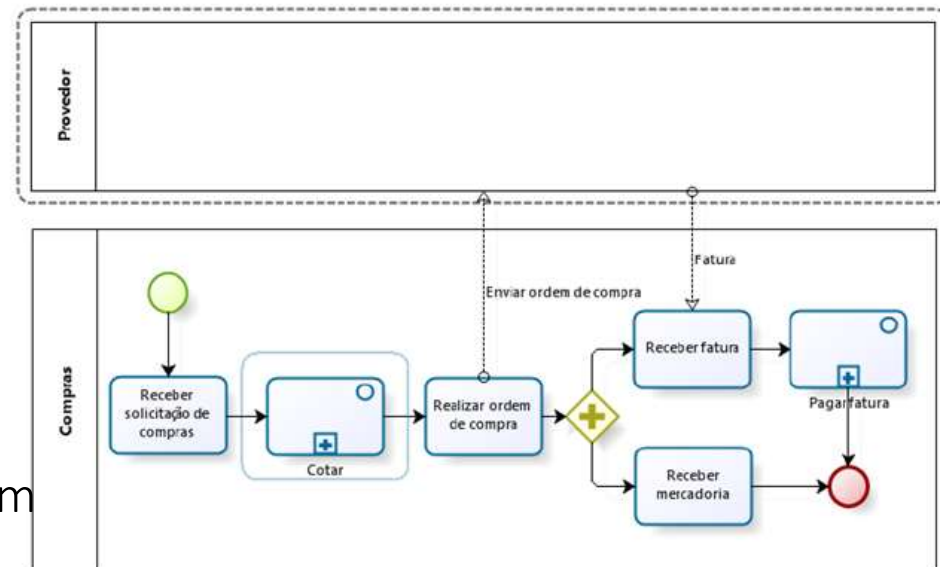 Provedor
Enviar ordem de compra
Fatura
Compras
Receber
solicitação de
compras
Cotar
Realizar ordem
de compra
Receber fatura
Pagar fatura
Receber
mercadoria
m